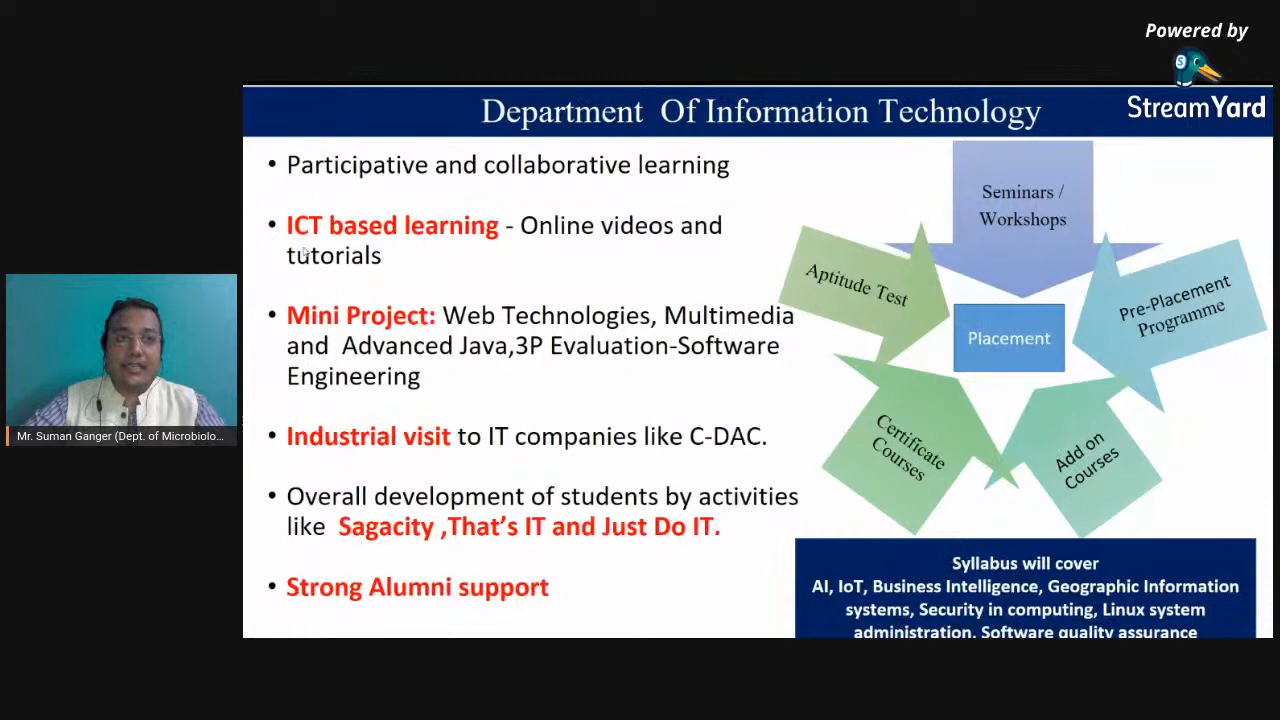 Powered by
StreamYard
Department Of Information Technology
• Participative and collaborative learning
• ICT based learning - Online videos and
tutorials
• Mini Project: Web Technologies, Multimedia
and Advanced Java,3P Evaluation-Software
Engineering
• Industrial visit to IT companies like C-DAC.
• Overall development of students by activities
like Sagacity ,That's IT and Just Do IT.
• Strong Alumni support
Seminars /
Workshops
Aptitude Test
Pre-Placement
Programme
Placement
Certificate
Courses
Add on
Courses
Syllabus will cover
AI, IoT, Business Intelligence, Geographic Information
systems, Security in computing, Linux system
administration, Software quality assurance
Mr. Suman Ganger (Dept. of Microbiolo...